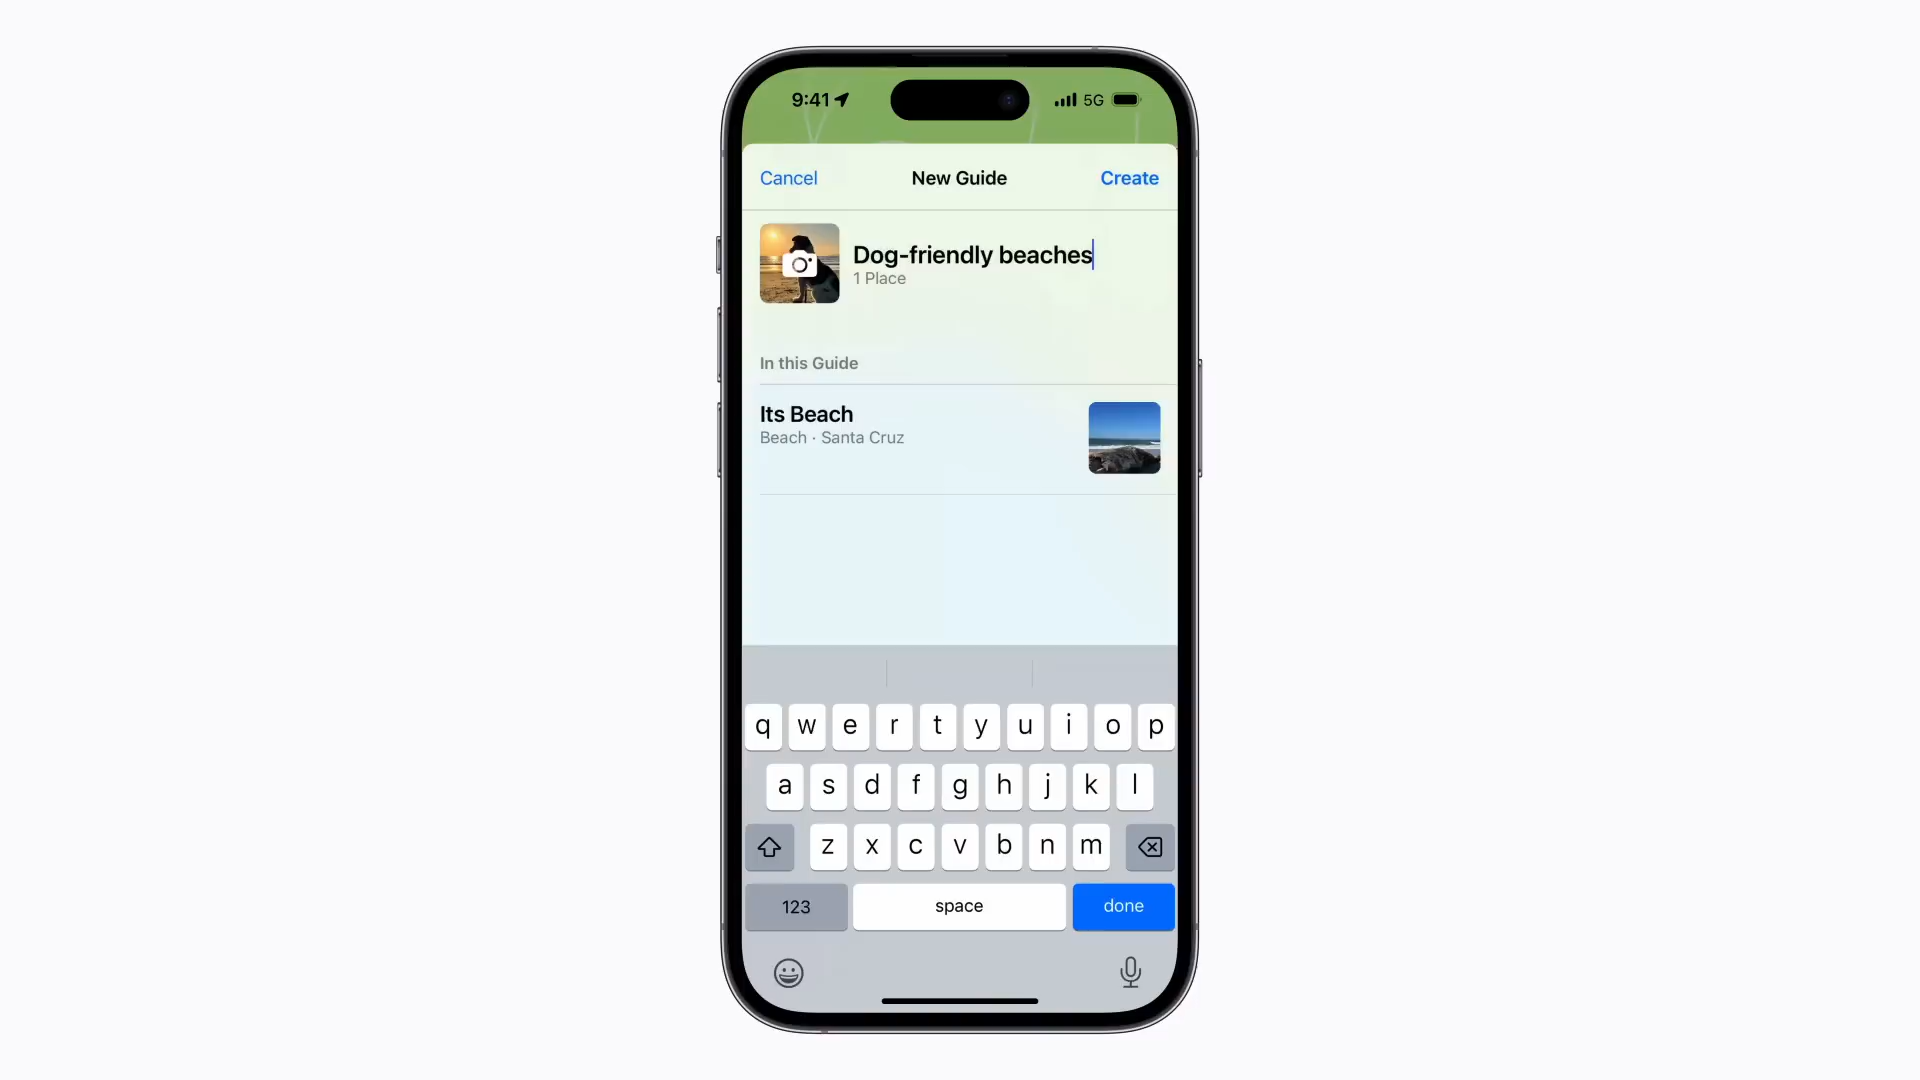 9:41 5G
Cancel New Guide Create
Dog-friendly beaches
1 Place
In this Guide
Its Beach
Beach · Santa Cruz
q w e r t y u i o p
a s d f g h j k l
z x c v b n m
123 space done